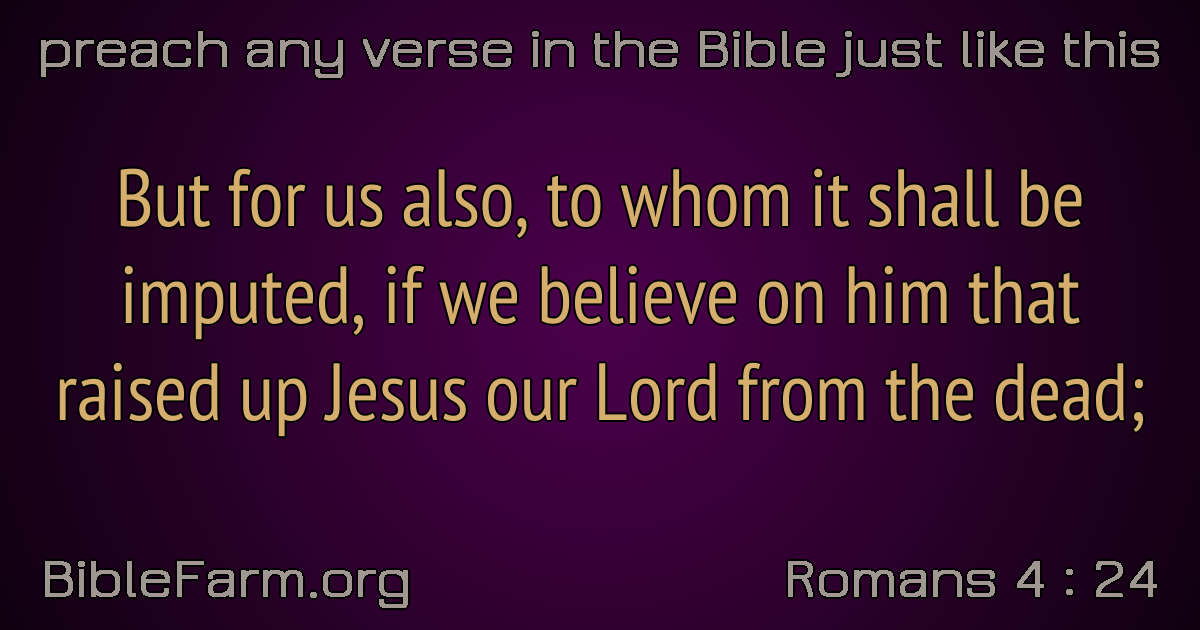 preach any verse in the Bible just like this
But for us also, to whom it shall be
imputed, if we believe on him that
raised up Jesus our Lord from the dead;
BibleFarm.org
Romans 4 : 24